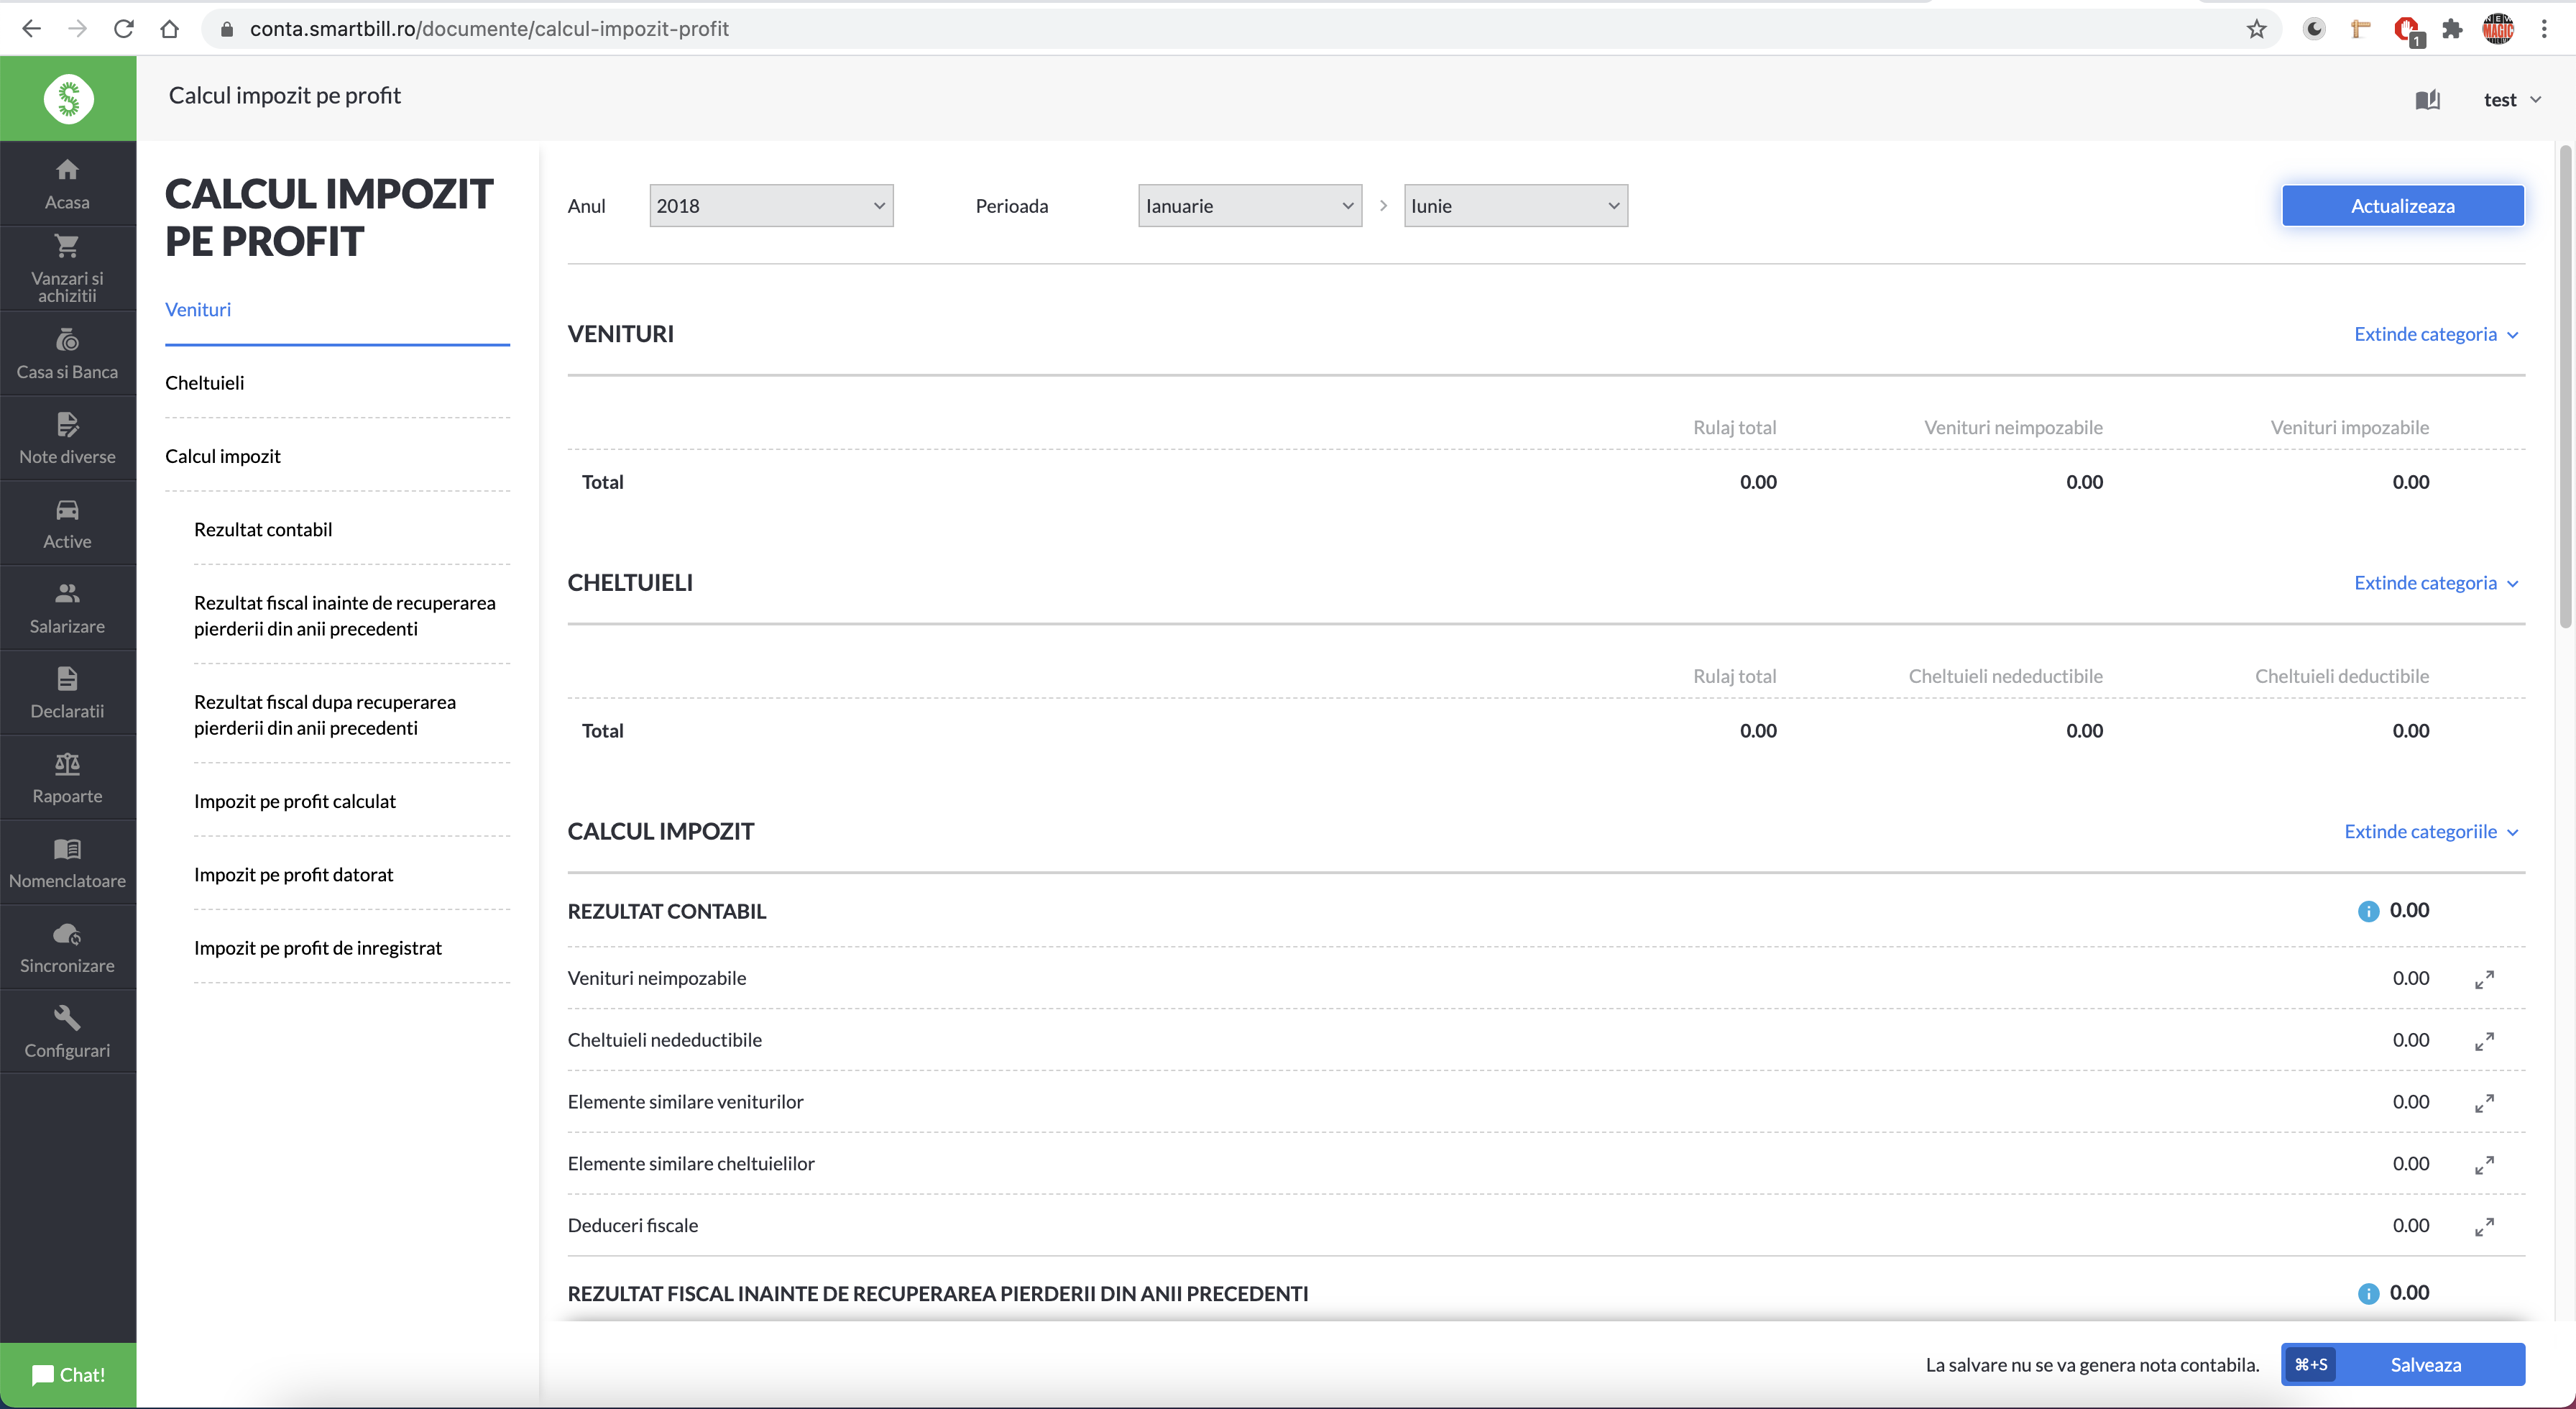 conta.smartbill.ro/documente/calcul-impozit-profit
1
Calcul impozit pe profit
test
Acasa
Vanzari si
achizitii
Casa si Banca
Note diverse
Active
Salarizare
Declaratii
Rapoarte
Nomenclatoare
Sincronizare
Configurari
Chat!
CALCUL IMPOZIT
PE PROFIT
Venituri
Cheltuieli
Calcul impozit
Rezultat contabil
Rezultat fiscal inainte de recuperarea
pierderii din anii precedenti
Rezultat fiscal dupa recuperarea
pierderii din anii precedenti
Impozit pe profit calculat
Impozit pe profit datorat
Impozit pe profit de inregistrat
Anul 2018 Perioada Ianuarie > Iunie Actualizeaza
VENITURI Extinde categoria
Rulaj total Venituri neimpozabile Venituri impozabile
Total 0.00 0.00 0.00
CHELTUIELI Extinde categoria
Rulaj total Cheltuieli nedeductibile Cheltuieli deductibile
Total 0.00 0.00 0.00
CALCUL IMPOZIT Extinde categoriile
REZULTAT CONTABIL i 0.00
Venituri neimpozabile 0.00
Cheltuieli nedeductibile 0.00
Elemente similare veniturilor 0.00
Elemente similare cheltuielilor 0.00
Deduceri fiscale 0.00
REZULTAT FISCAL INAINTE DE RECUPERAREA PIERDERII DIN ANII PRECEDENTI i 0.00
La salvare nu se va genera nota contabila. ⌘+S Salveaza